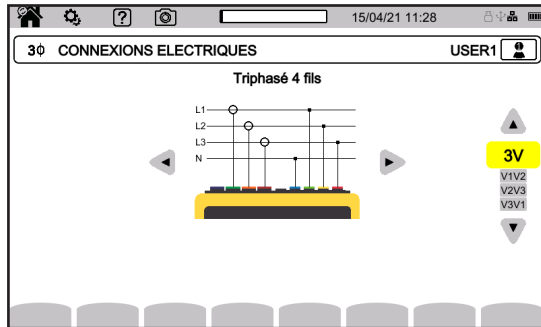 ? 15/04/21 11:28
3ϕ CONNEXIONS ELECTRIQUES USER1
Triphasé 4 fils
L1
L2
L3
N
3V
V1V2
V2V3
V3V1